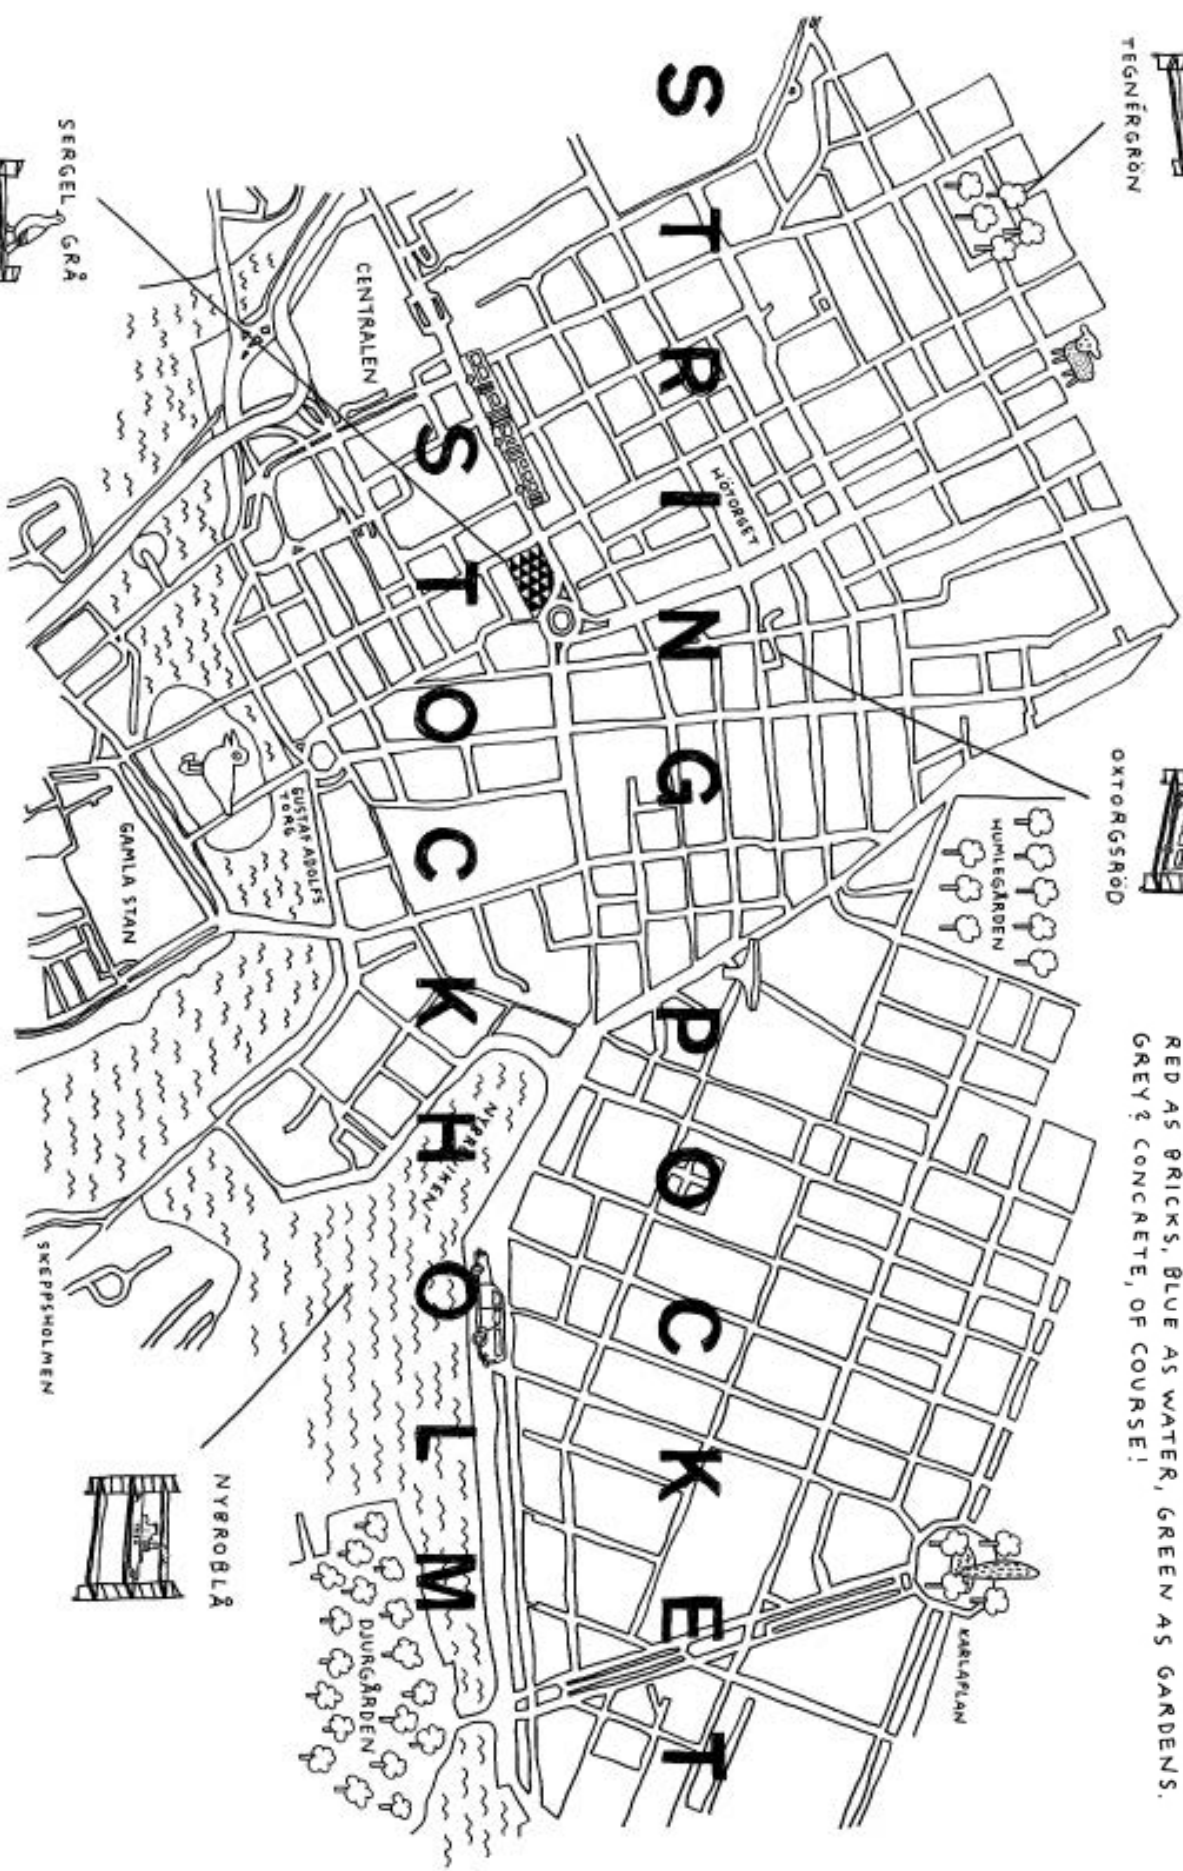 RED AS BRICKS, BLUE AS WATER, GREEN AS GARDENS.
GREY? CONCRETE, OF COURSE!
TEGNÉRGRÖN
OXTORGSRÖD
HUMLEGÅRDEN
KARLAPLAN
HÖTORGET
STRING POCKET
STOCKHOLM
NYBROVIKEN
CENTRALEN
DJURGÅRDEN
GUSTAF ADOLFS
TORG
NYBROBLÅ
GAMLA STAN
SERGEL GRÅ
SKEPPSHOLMEN